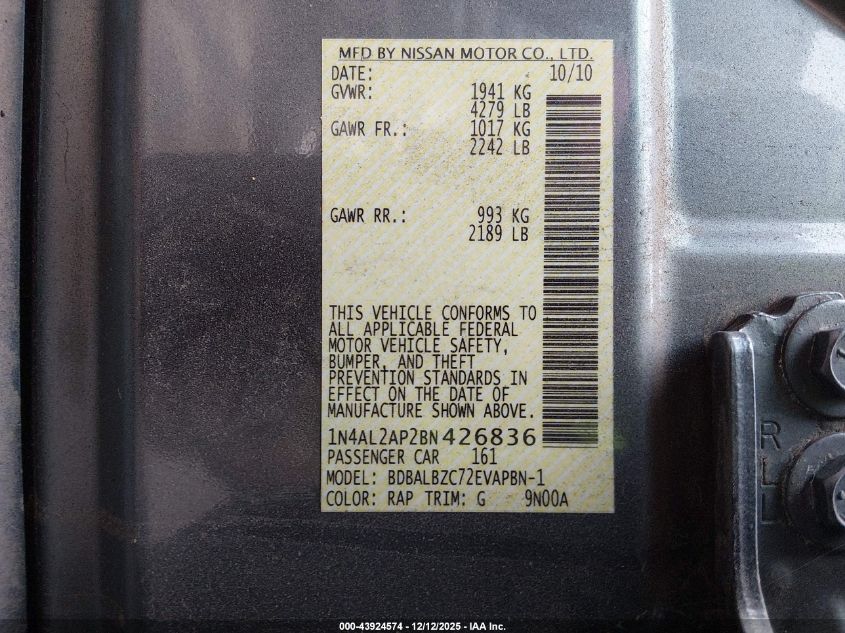 MFD BY NISSAN MOTOR CO., LTD.
DATE: 10/10
GVWR: 1941 KG
4279 LB
GAWR FR.: 1017 KG
2242 LB
GAWR RR.: 993 KG
2189 LB
THIS VEHICLE CONFORMS TO
ALL APPLICABLE FEDERAL
MOTOR VEHICLE SAFETY,
BUMPER, AND THEFT
PREVENTION STANDARDS IN
EFFECT ON THE DATE OF
MANUFACTURE SHOWN ABOVE.
1N4AL2AP2BN426836
PASSENGER CAR 161
MODEL: BDBALBZC72EVAPBN-1
COLOR: RAP TRIM: G 9N00A
RLL
000-43924574 - 12/12/2025 - IAA Inc.